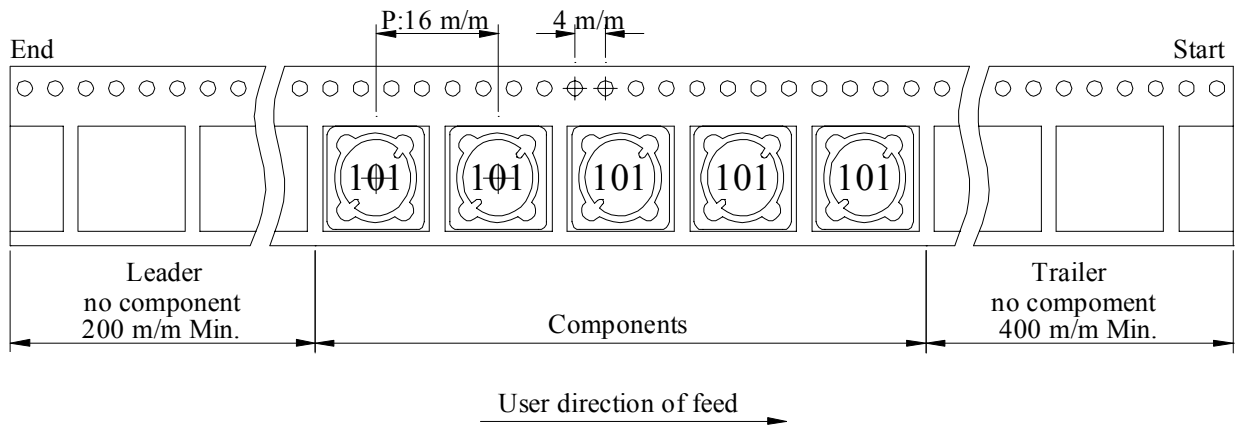 P:16 m/m
4 m/m
End
Start
101
101
101
101
101
Leader
no component
200 m/m Min.
Components
Trailer
no compoment
400 m/m Min.
User direction of feed